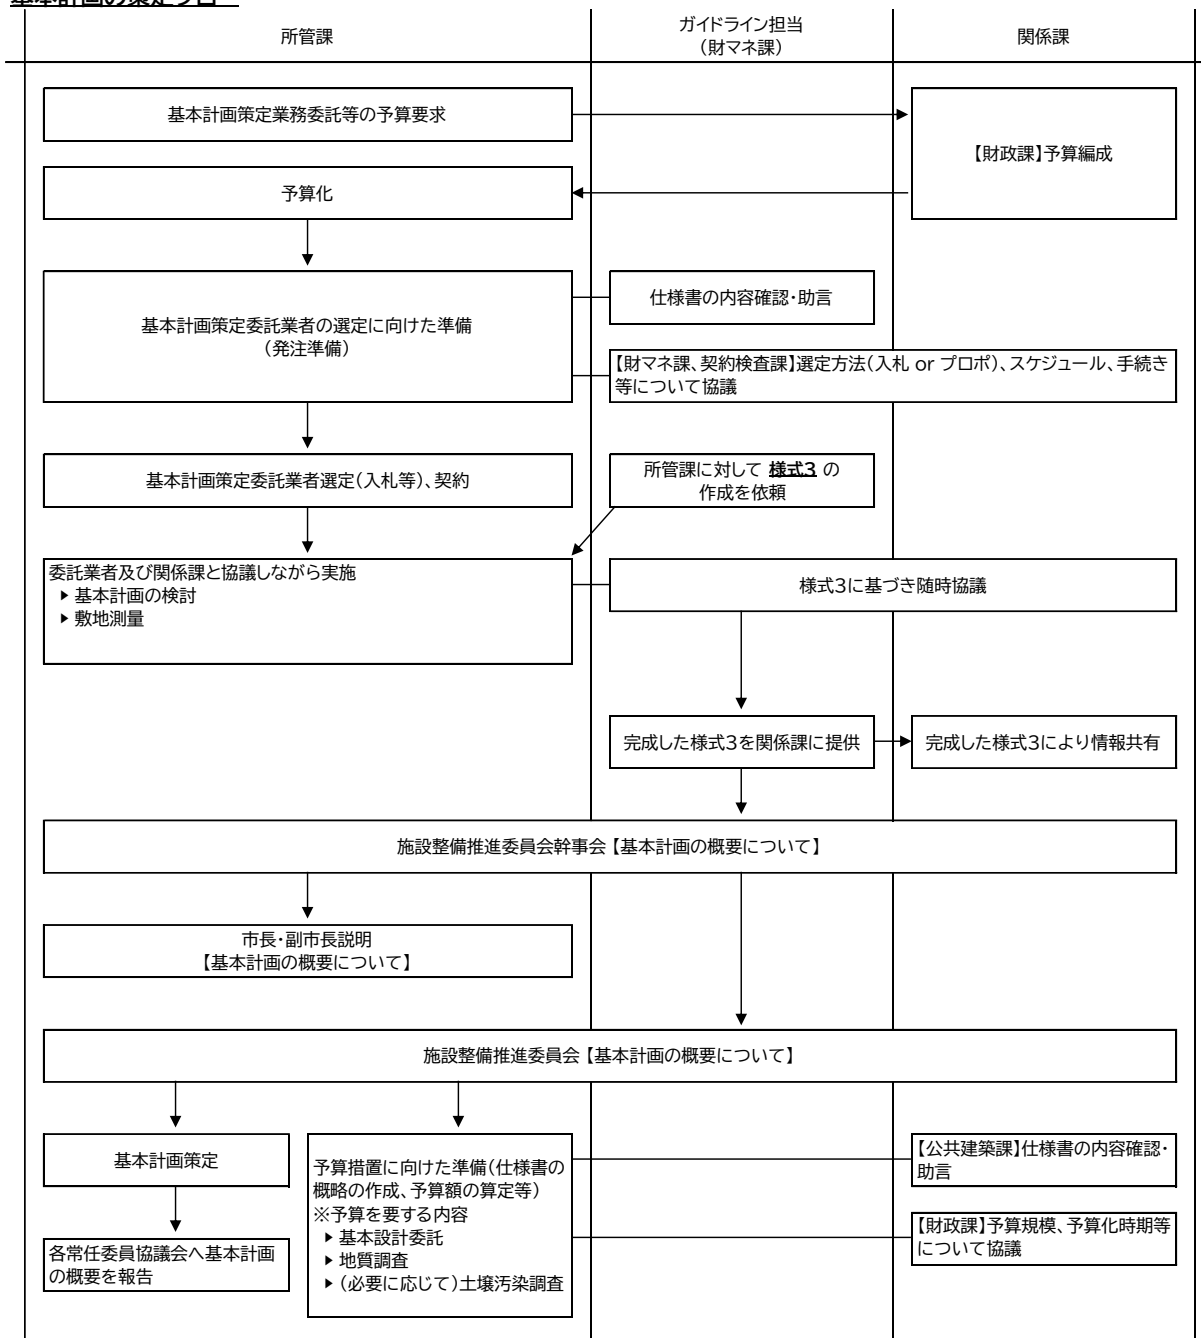 基本計画の策定フロー
所管課
ガイドライン担当
（財マネ課）
関係課
基本計画策定業務委託等の予算要求
【財政課】予算編成
予算化
基本計画策定委託業者の選定に向けた準備
（発注準備）
仕様書の内容確認・助言
【財マネ課、契約検査課】選定方法（入札 or プロポ）、スケジュール、手続き
等について協議
基本計画策定委託業者選定（入札等）、契約
所管課に対して 様式3 の
作成を依頼
委託業者及び関係課と協議しながら実施
▶ 基本計画の検討
▶ 敷地測量
様式3に基づき随時協議
完成した様式3を関係課に提供
完成した様式3により情報共有
施設整備推進委員会幹事会【基本計画の概要について】
市長・副市長説明
【基本計画の概要について】
施設整備推進委員会【基本計画の概要について】
基本計画策定
各常任委員協議会へ基本計画
の概要を報告
予算措置に向けた準備（仕様書の
概略の作成、予算額の算定等）
※予算を要する内容
▶ 基本設計委託
▶ 地質調査
▶ （必要に応じて）土壌汚染調査
【公共建築課】仕様書の内容確認・
助言
【財政課】予算規模、予算化時期等
について協議